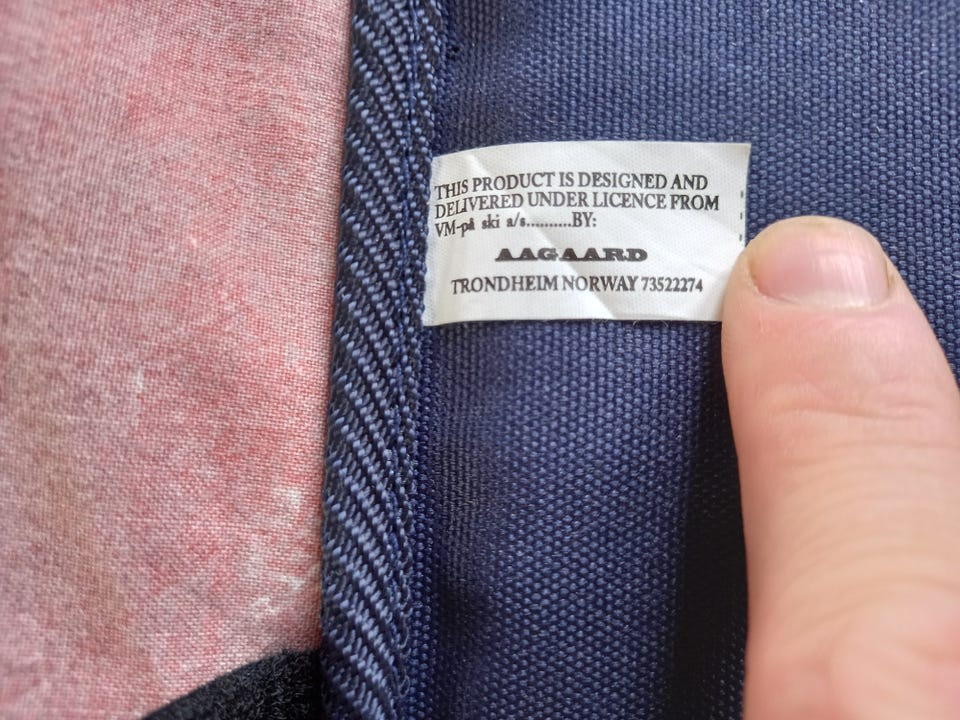 THIS PRODUCT IS DESIGNED AND
DELIVERED UNDER LICENCE FROM
VM-på ski a/s..........BY:
AAGAARD
TRONDHEIM NORWAY 73522274